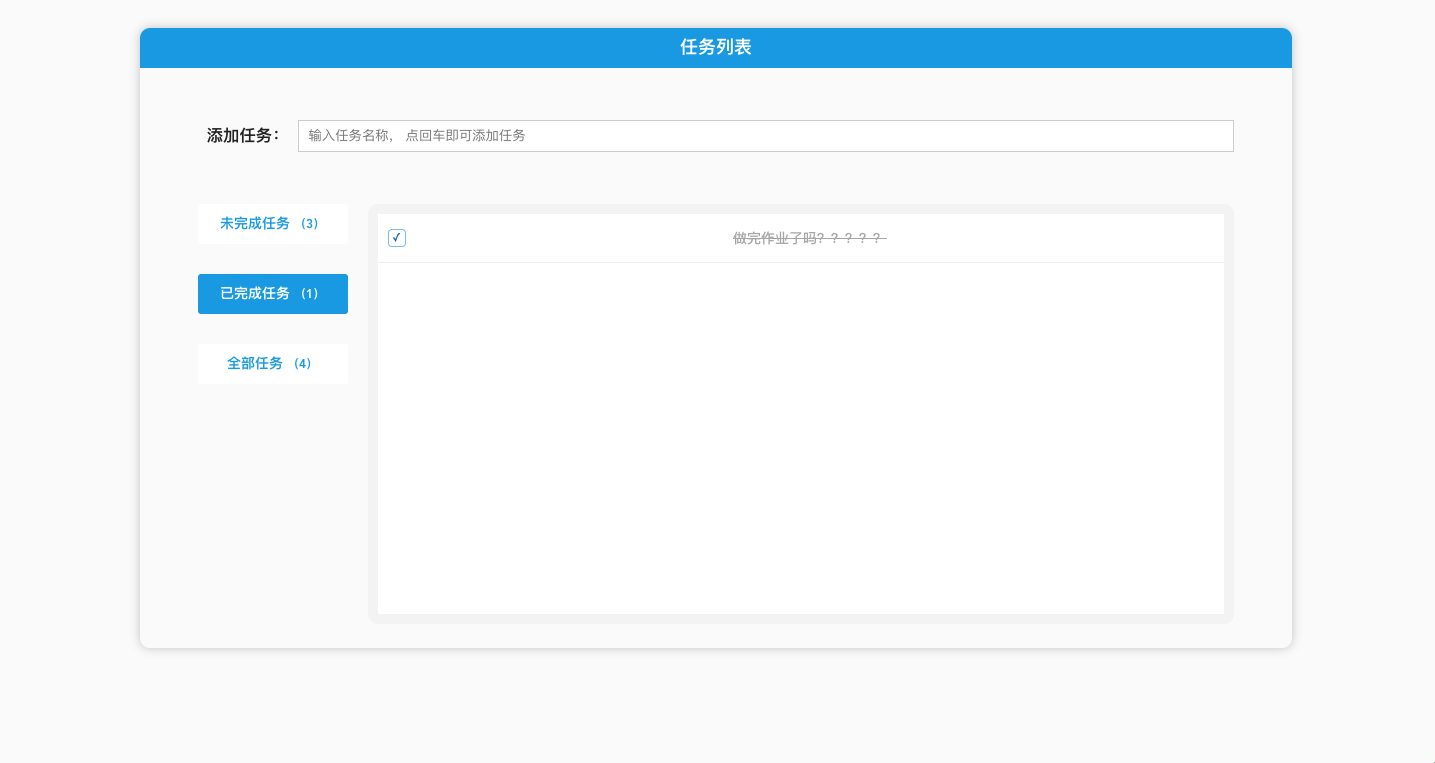 任务列表
添加任务：
输入任务名称， 点回车即可添加任务
未完成任务 （3）
已完成任务 （1）
全部任务 （4）
做完作业了吗？？？？？